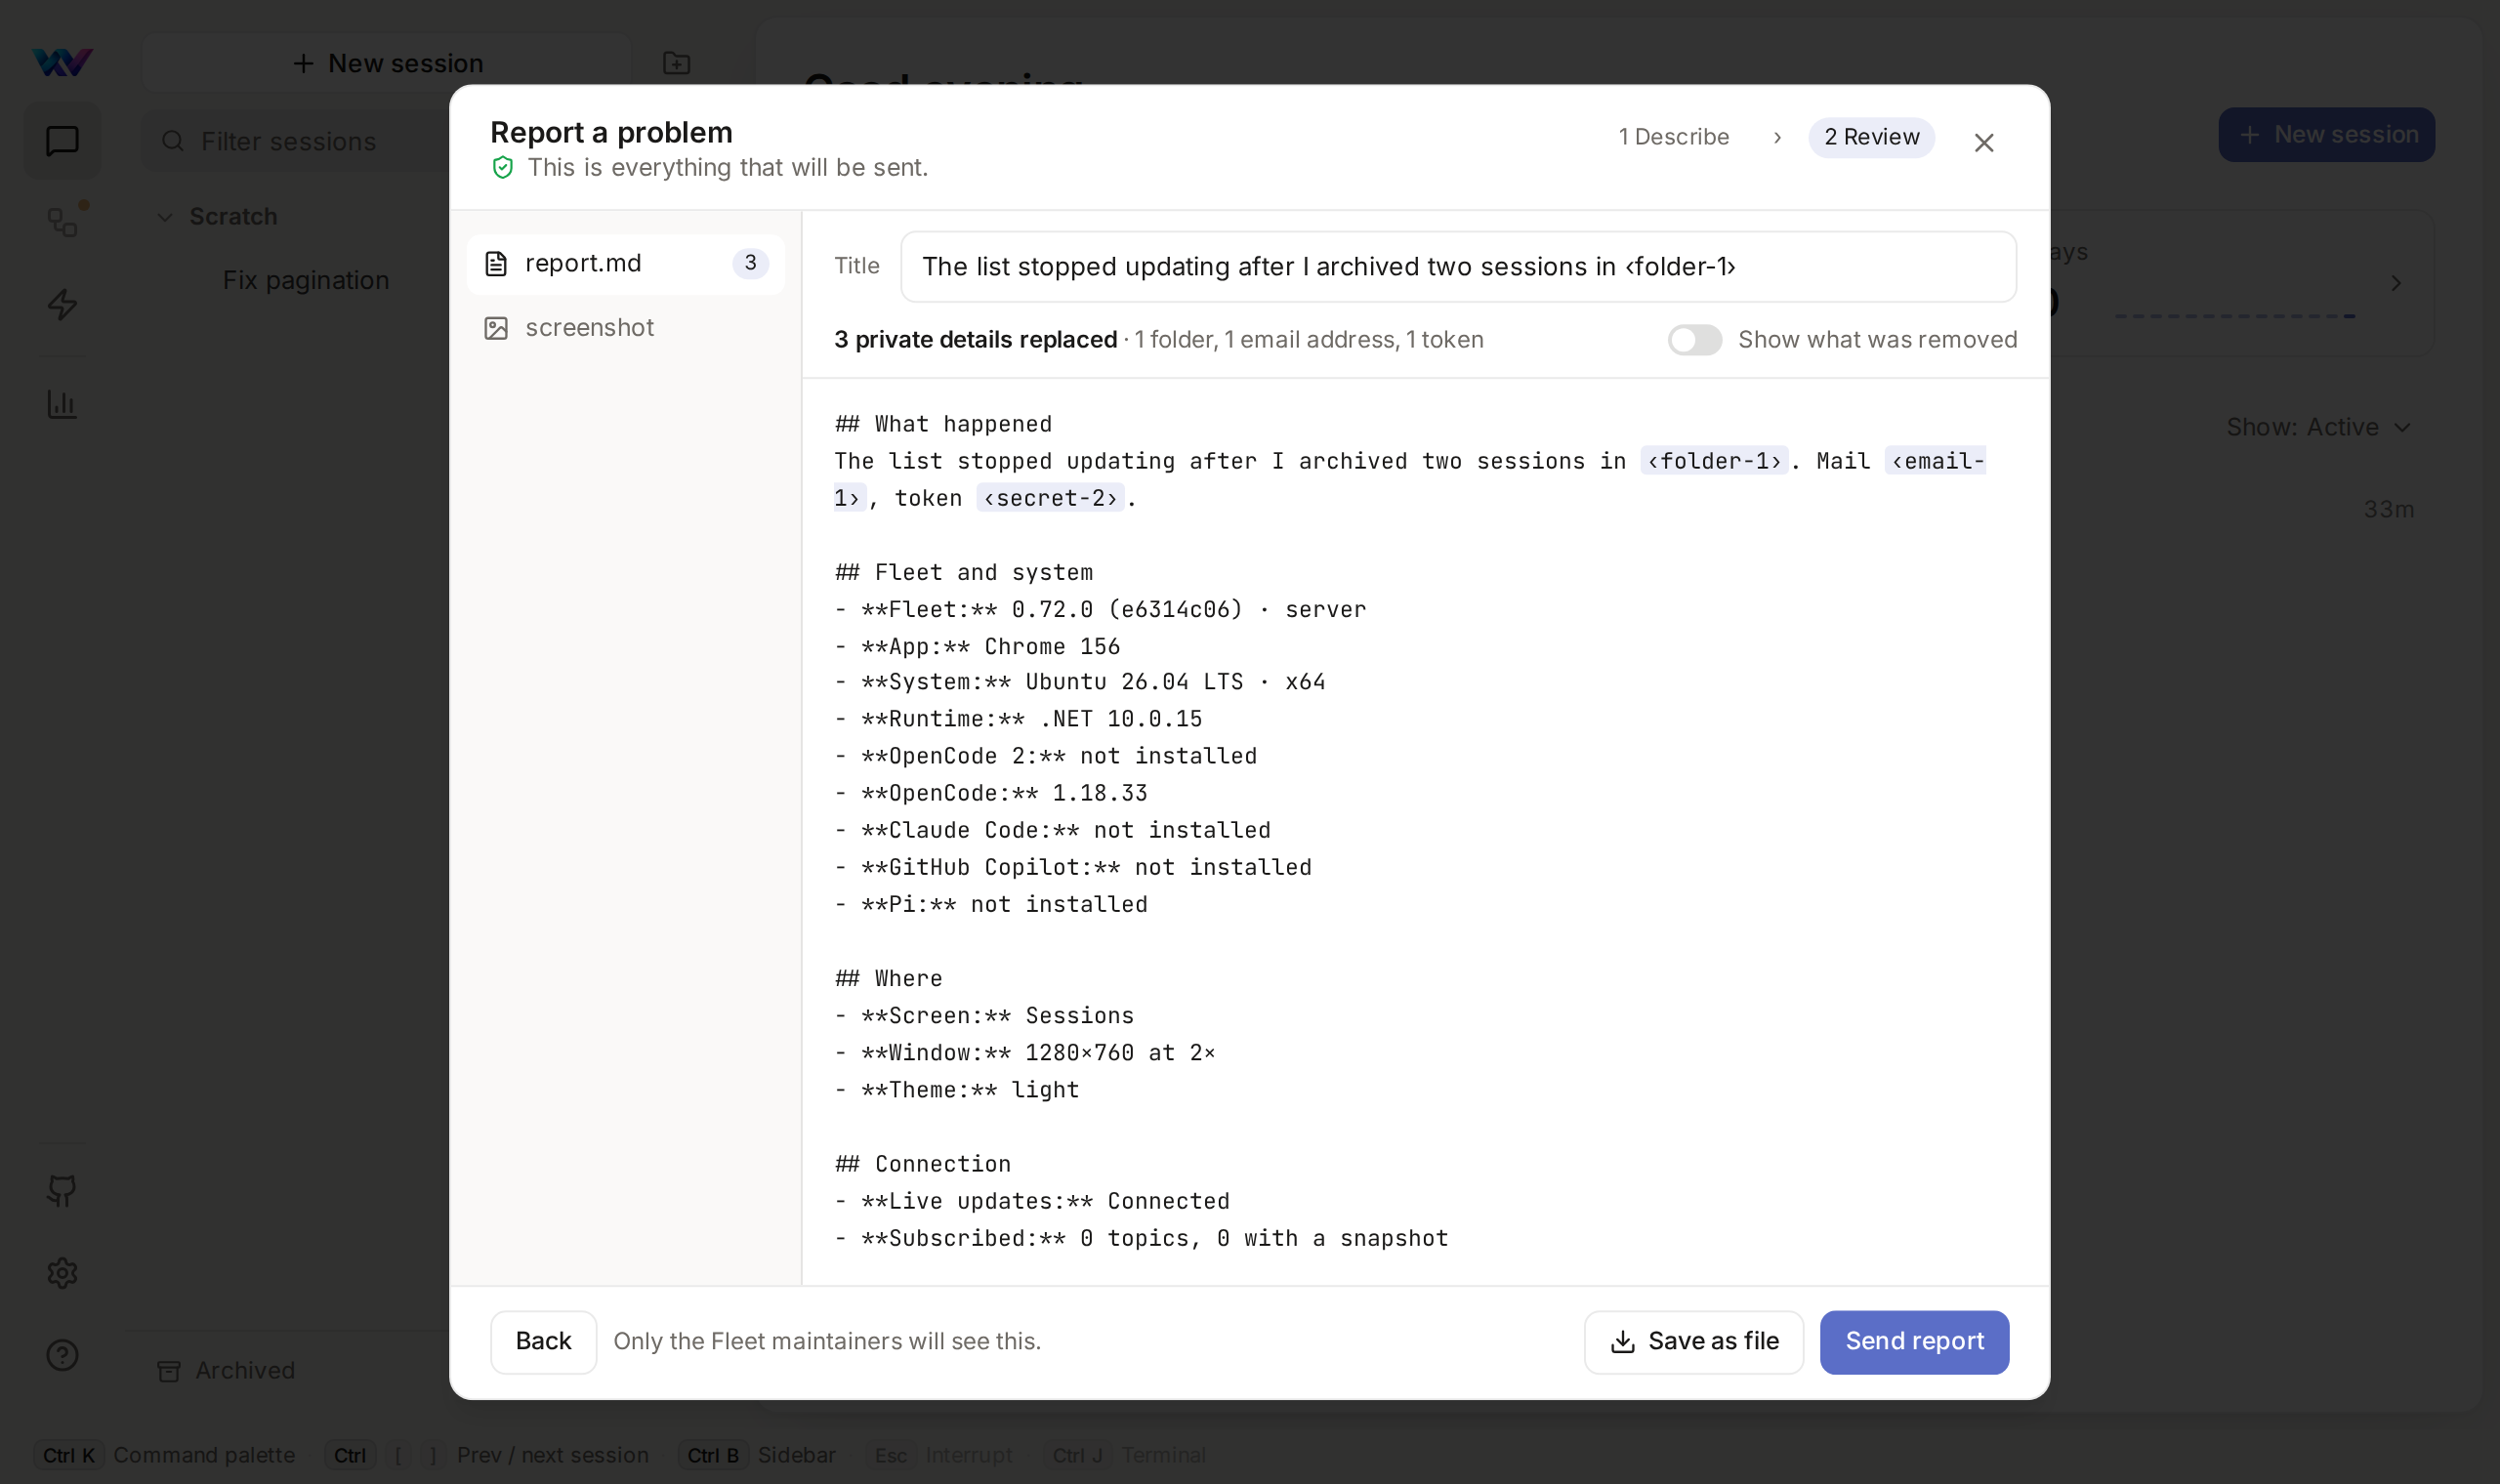 New session
Filter sessions
Scratch
Fix pagination
Archived
Report a problem
This is everything that will be sent.
1 Describe › 2 Review
New session
report.md 3
screenshot
Title The list stopped updating after I archived two sessions in ‹folder-1›
3 private details replaced · 1 folder, 1 email address, 1 token
Show what was removed
## What happened
The list stopped updating after I archived two sessions in ‹folder-1›. Mail ‹email-
1›, token ‹secret-2›.
## Fleet and system
- **Fleet:** 0.72.0 (e6314c06) · server
- **App:** Chrome 156
- **System:** Ubuntu 26.04 LTS · x64
- **Runtime:** .NET 10.0.15
- **OpenCode 2:** not installed
- **OpenCode:** 1.18.33
- **Claude Code:** not installed
- **GitHub Copilot:** not installed
- **Pi:** not installed
## Where
- **Screen:** Sessions
- **Window:** 1280×760 at 2×
- **Theme:** light
## Connection
- **Live updates:** Connected
- **Subscribed:** 0 topics, 0 with a snapshot
Back
Only the Fleet maintainers will see this.
Save as file
Send report
Show: Active
33m
Ctrl K Command palette Ctrl [ ] Prev / next session Ctrl B Sidebar Esc Interrupt Ctrl J Terminal